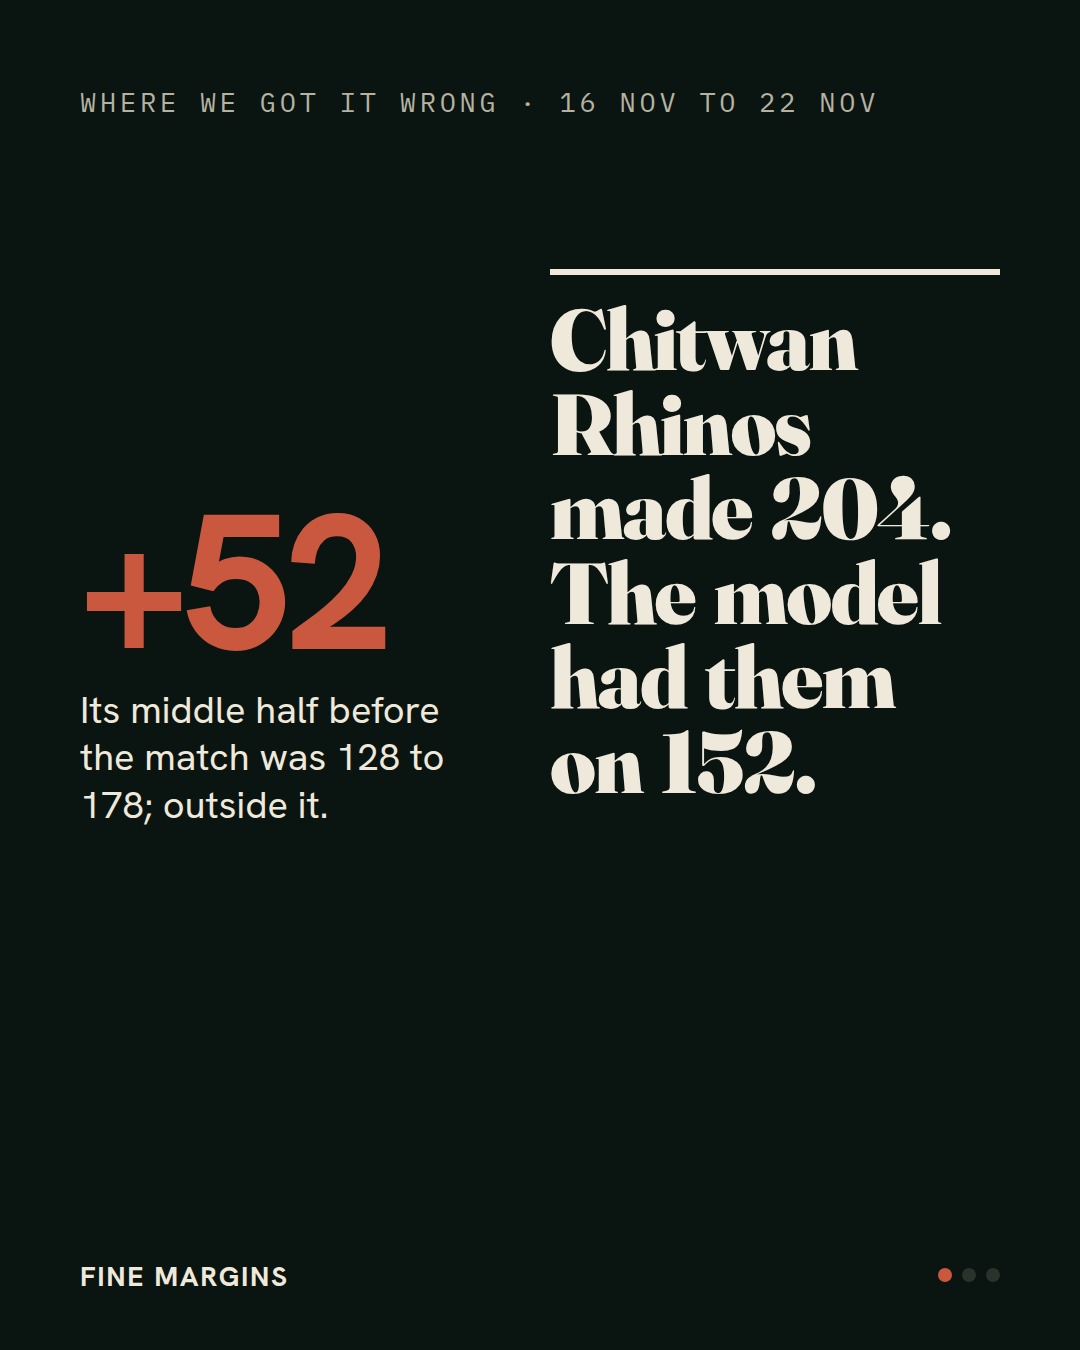 WHERE WE GOT IT WRONG · 16 NOV TO 22 NOV
Chitwan
Rhinos
made 204.
The model
had them
on 152.
+52
Its middle half before
the match was 128 to
178; outside it.
FINE MARGINS